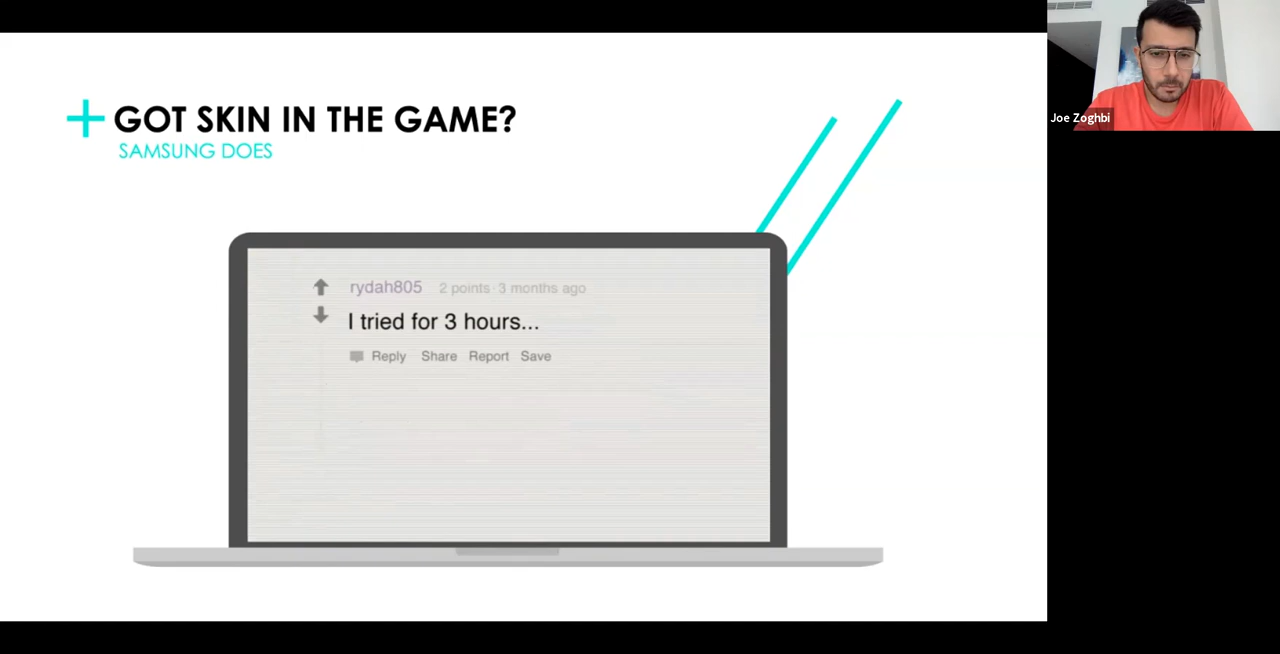 GOT SKIN IN THE GAME?
SAMSUNG DOES
rydah805 2 points · 3 months ago
I tried for 3 hours...
Reply Share Report Save
Joe Zoghbi